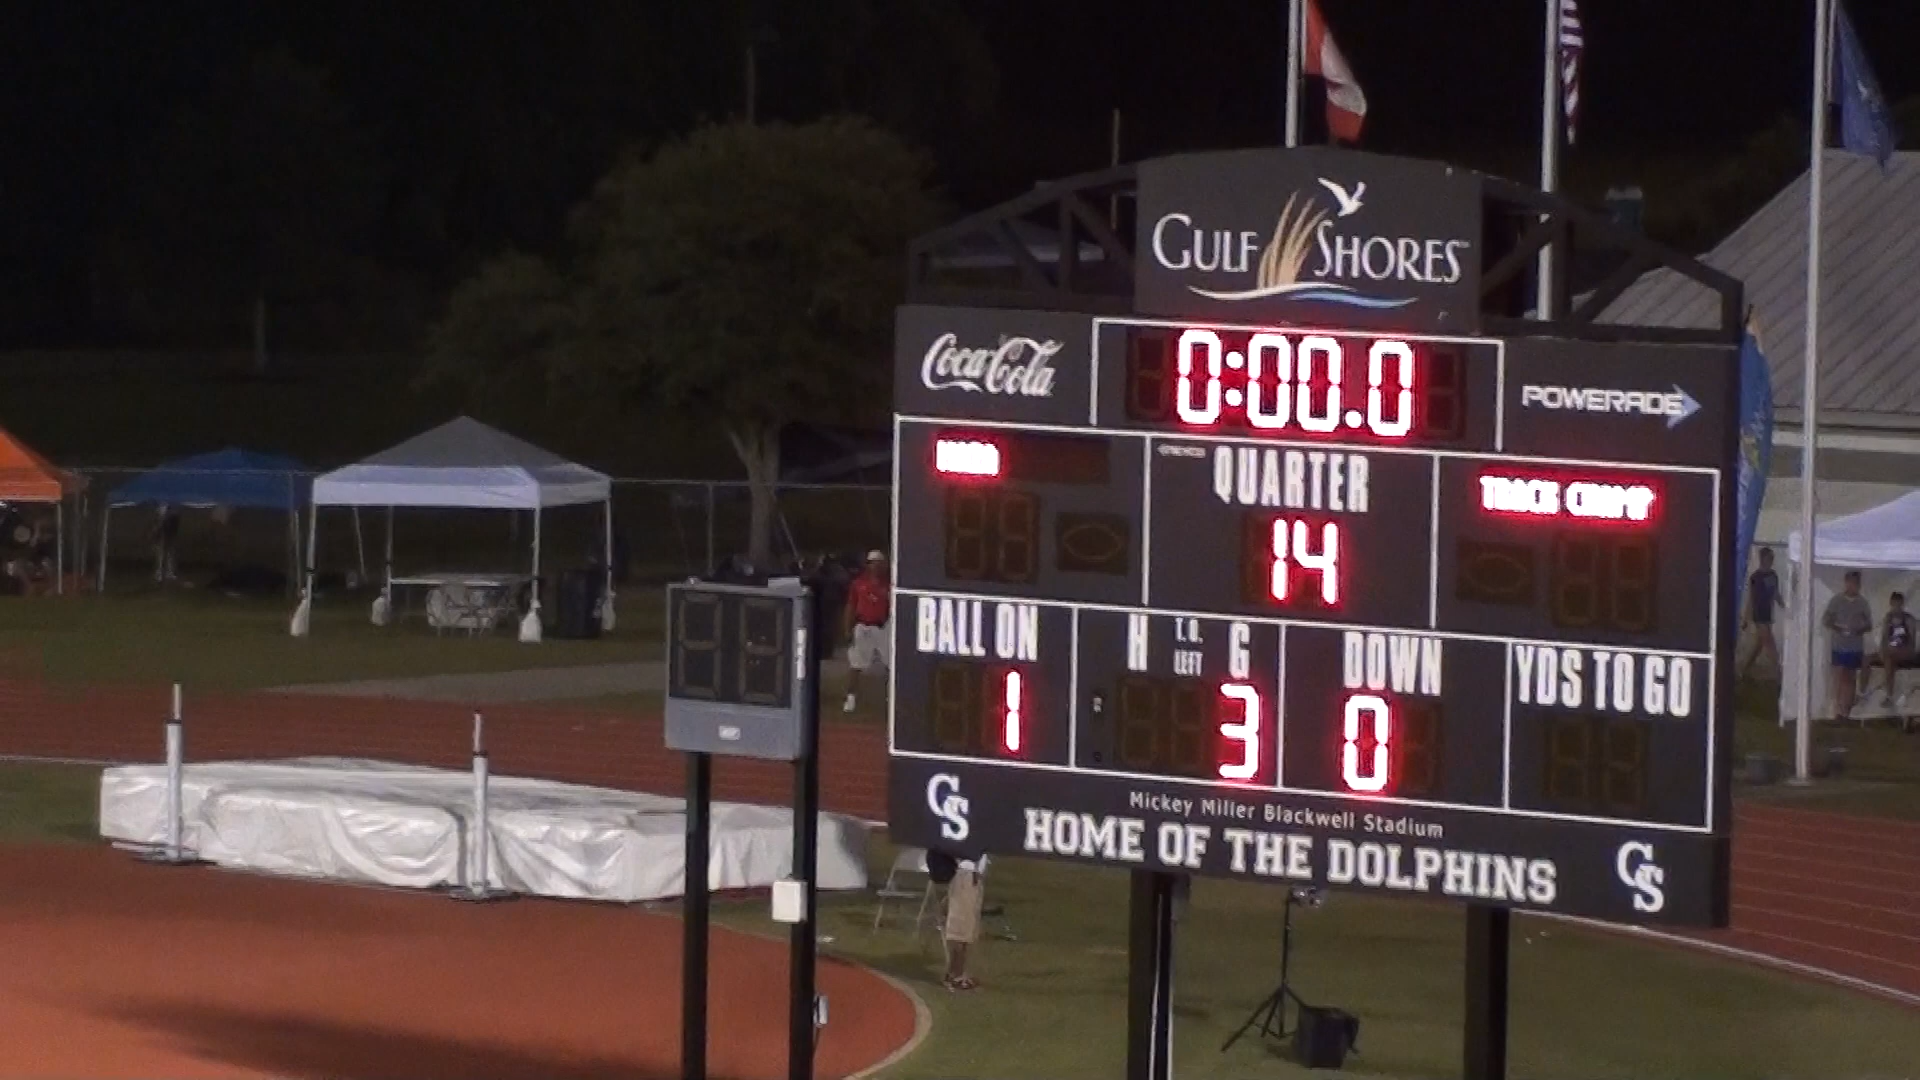 GULF SHORES
Coca-Cola
0:00.0
POWERADE
QUARTER
TRACK CHAMP
14
BALL ON
H T.O. LEFT G
DOWN
YDS TO GO
1
3
0
Mickey Miller Blackwell Stadium
GS HOME OF THE DOLPHINS GS